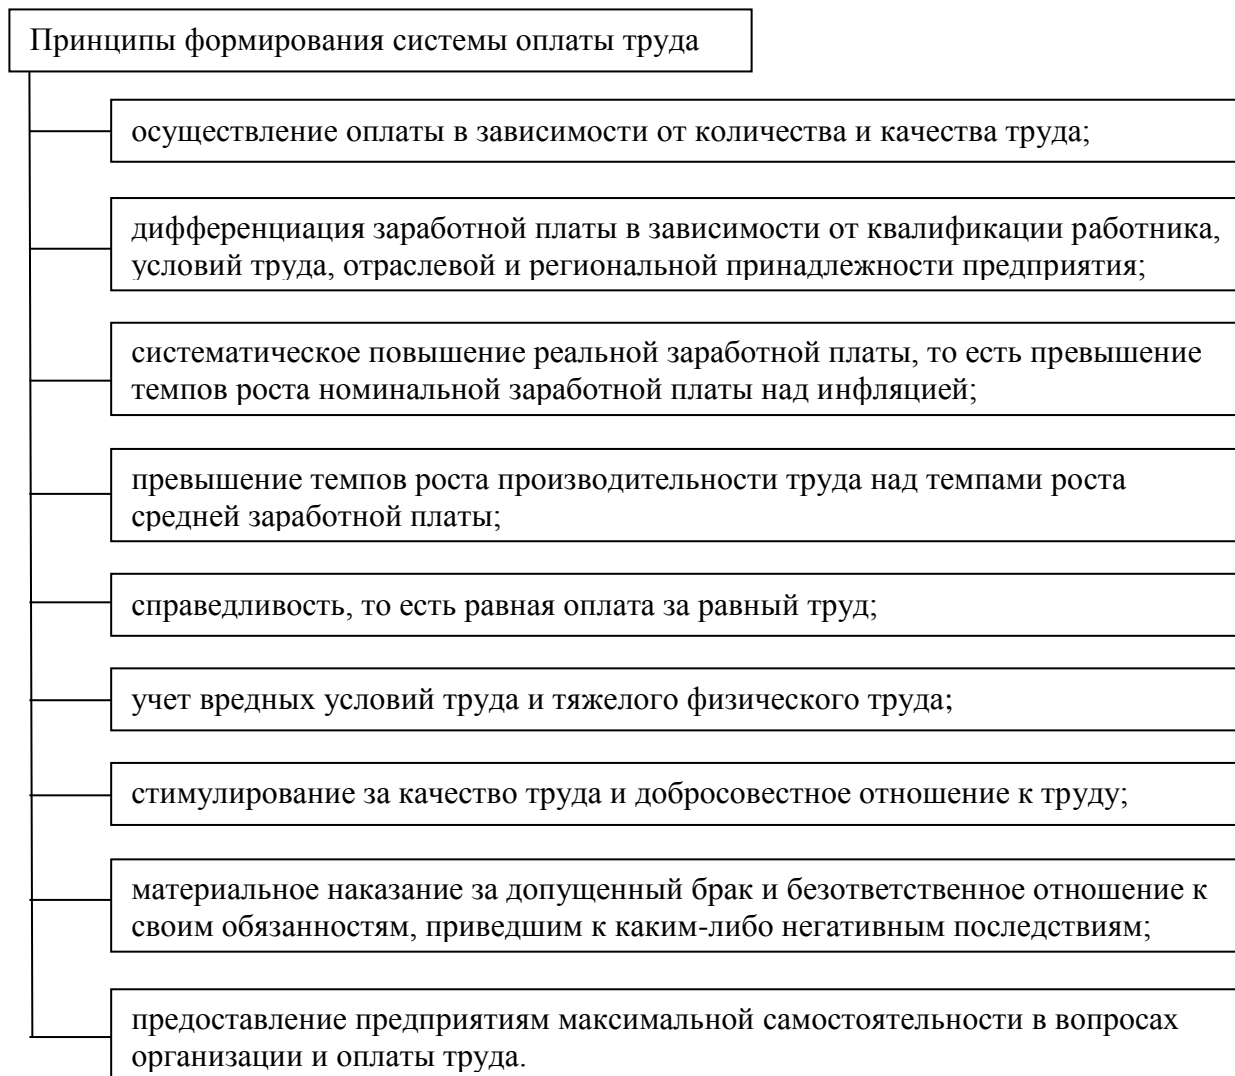 Принципы формирования системы оплаты труда
осуществление оплаты в зависимости от количества и качества труда;
дифференциация заработной платы в зависимости от квалификации работника,
условий труда, отраслевой и региональной принадлежности предприятия;
систематическое повышение реальной заработной платы, то есть превышение
темпов роста номинальной заработной платы над инфляцией;
превышение темпов роста производительности труда над темпами роста
средней заработной платы;
справедливость, то есть равная оплата за равный труд;
учет вредных условий труда и тяжелого физического труда;
стимулирование за качество труда и добросовестное отношение к труду;
материальное наказание за допущенный брак и безответственное отношение к
своим обязанностям, приведшим к каким-либо негативным последствиям;
предоставление предприятиям максимальной самостоятельности в вопросах
организации и оплаты труда.